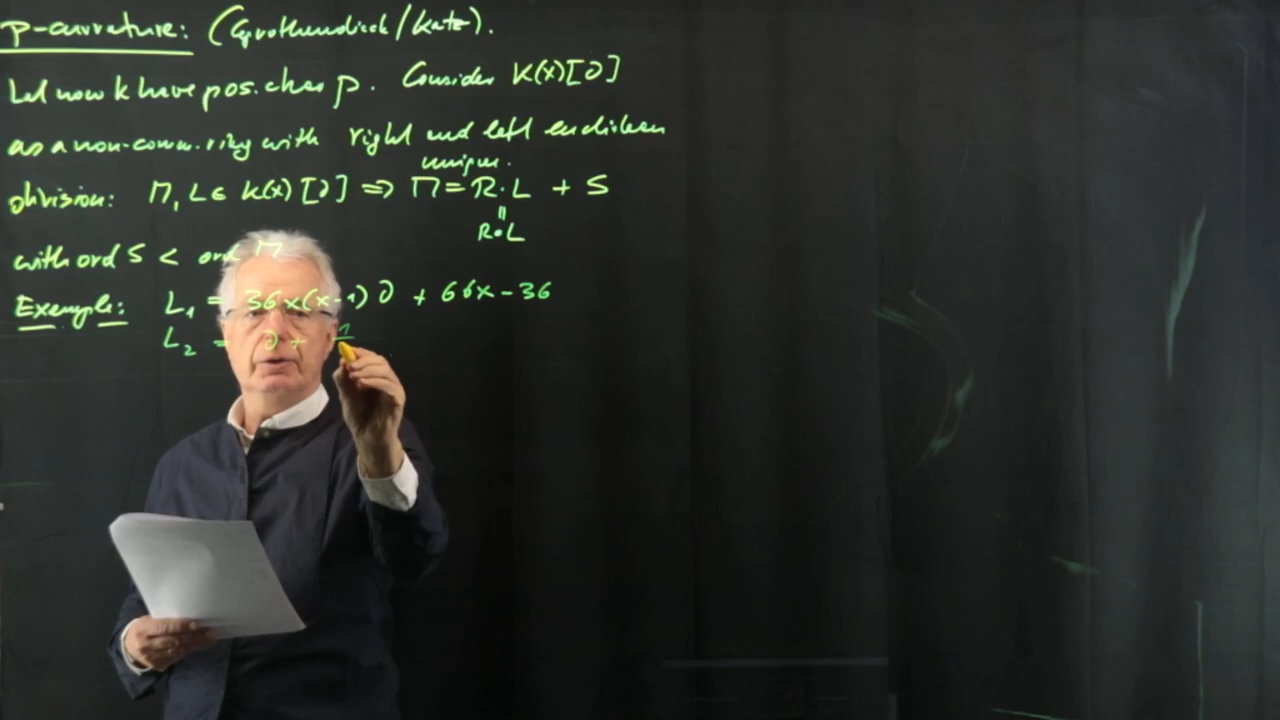 p-curvature: (Grothendieck/Katz).
Let now k have pos. char p. Consider K(x)[∂]
as a non-comm. ring with right and left euclidean
unique.
division: M, L ∈ K(x)[∂] ⇒ M = R·L + S
"
R∘L
with ord S < ord M
Example: L₁ = 36x(x-1)∂ + 66x-36
L₂ = ∂ + 1